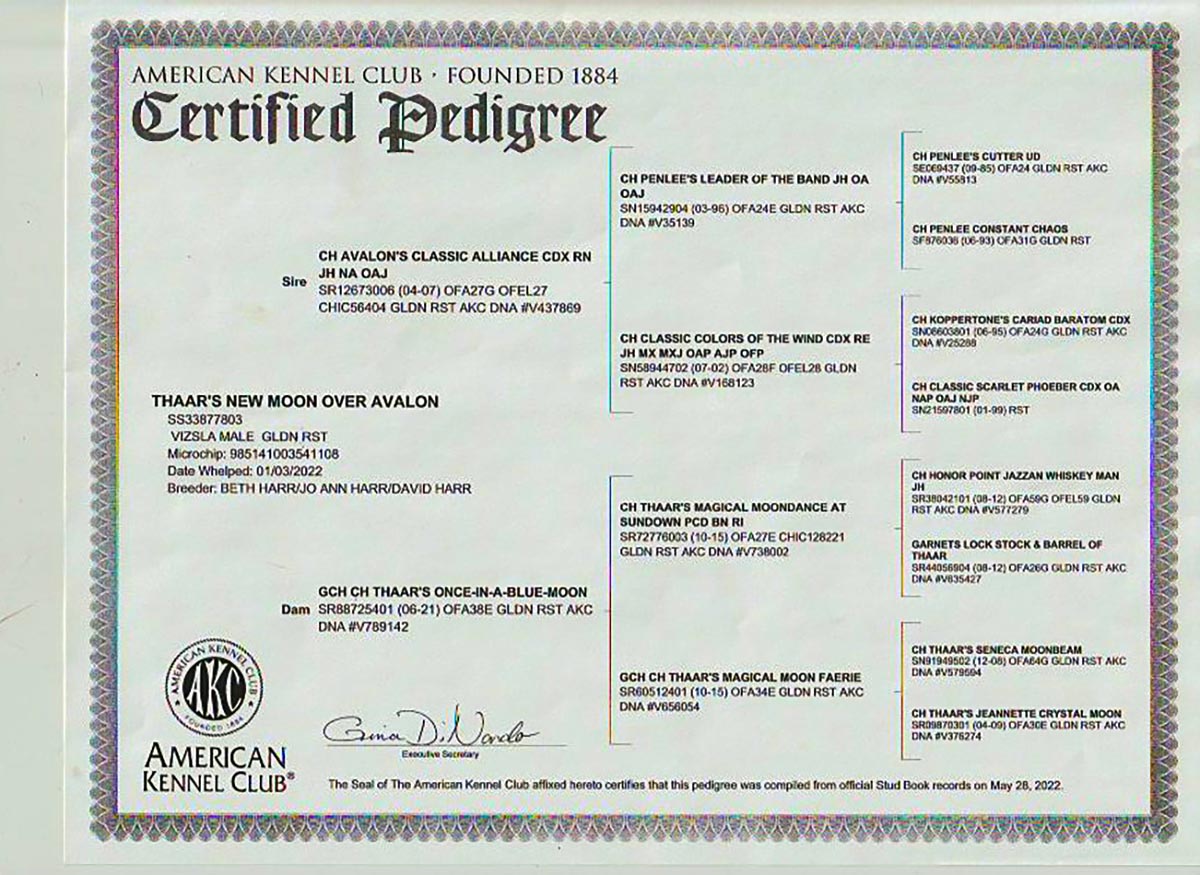 AMERICAN KENNEL CLUB · FOUNDED 1884
Certified Pedigree
CH PENLEE'S CUTTER UD
SE069437 (09-85) OFA24 GLDN RST AKC
DNA #V55813
CH PENLEE'S LEADER OF THE BAND JH OA
OAJ
SN15942904 (03-96) OFA24E GLDN RST AKC
DNA #V35139
CH PENLEE CONSTANT CHAOS
SF876036 (06-93) OFA31G GLDN RST
Sire
CH AVALON'S CLASSIC ALLIANCE CDX RN
JH NA OAJ
SR12673006 (04-07) OFA27G OFEL27
CHIC56404 GLDN RST AKC DNA #V437869
CH KOPPERTONE'S CARIAD BARATOM CDX
SN06603801 (06-95) OFA24G GLDN RST AKC
DNA #V25288
CH CLASSIC COLORS OF THE WIND CDX RE
JH MX MXJ OAP AJP OFP
SN58944702 (07-02) OFA28F OFEL28 GLDN
RST AKC DNA #V168123
CH CLASSIC SCARLET PHOEBER CDX OA
NAP OAJ NJP
SN21597801 (01-99) RST
THAAR'S NEW MOON OVER AVALON
SS33877803
VIZSLA MALE GLDN RST
Microchip: 985141003541108
Date Whelped: 01/03/2022
Breeder: BETH HARR/JO ANN HARR/DAVID HARR
CH HONOR POINT JAZZAN WHISKEY MAN
JH
SR38042101 (08-12) OFA59G OFEL59 GLDN
RST AKC DNA #V577279
CH THAAR'S MAGICAL MOONDANCE AT
SUNDOWN PCD BN RI
SR72776003 (10-15) OFA27E CHIC128221
GLDN RST AKC DNA #V738002
GARNETS LOCK STOCK & BARREL OF
THAAR
SR44056904 (08-12) OFA26G GLDN RST AKC
DNA #V635427
Dam
GCH CH THAAR'S ONCE-IN-A-BLUE-MOON
SR88725401 (06-21) OFA38E GLDN RST AKC
DNA #V789142
CH THAAR'S SENECA MOONBEAM
SN91949502 (12-08) OFA64G GLDN RST AKC
DNA #V579594
GCH CH THAAR'S MAGICAL MOON FAERIE
SR60512401 (10-15) OFA34E GLDN RST AKC
DNA #V656054
CH THAAR'S JEANNETTE CRYSTAL MOON
SR09870301 (04-09) OFA30E GLDN RST AKC
DNA #V378274
AMERICAN KENNEL CLUB
AKC
FOUNDED 1884
AMERICAN
KENNEL CLUB®
Gina DiNardo
Executive Secretary
The Seal of The American Kennel Club affixed hereto certifies that this pedigree was compiled from official Stud Book records on May 28, 2022.